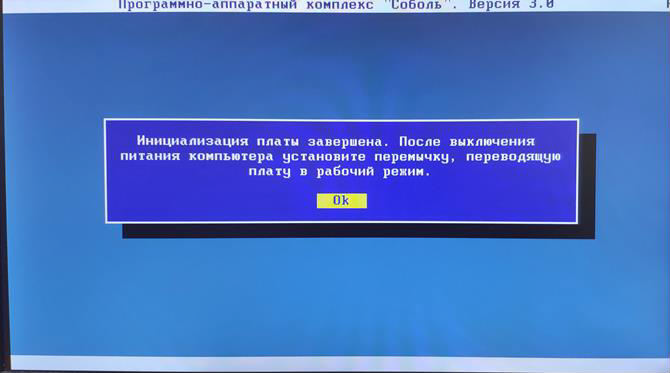 Программно-аппаратный комплекс "Соболь". Версия 3.0
Инициализация платы завершена. После выключения
питания компьютера установите перемычку, переводящую
плату в рабочий режим.
Ok